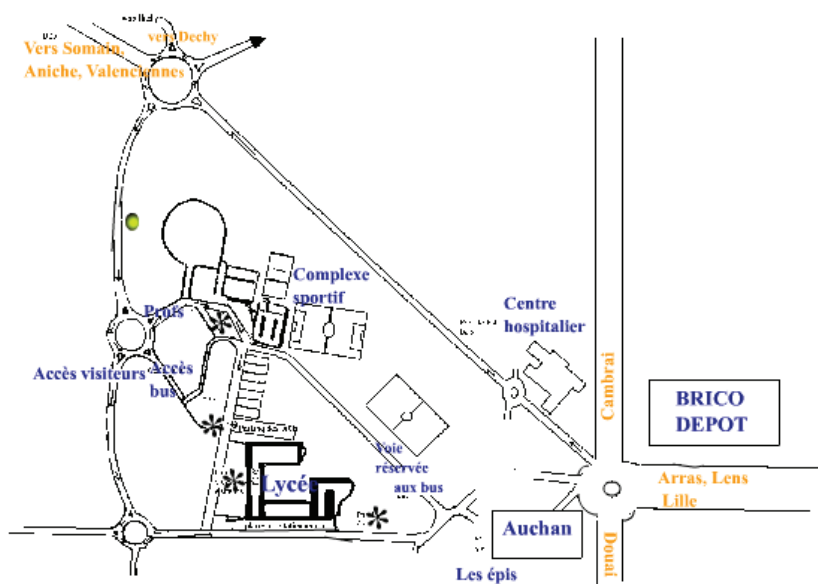 vers Dechy
Vers Somain,
Aniche, Valenciennes
Complexe
sportif
Centre
hospitalier
Profs
Accès visiteurs
Accès
bus
Cambrai
BRICO
DEPOT
Voie
réservée
aux bus
Lycée
Arras, Lens
Lille
Auchan
Douai
Les épis